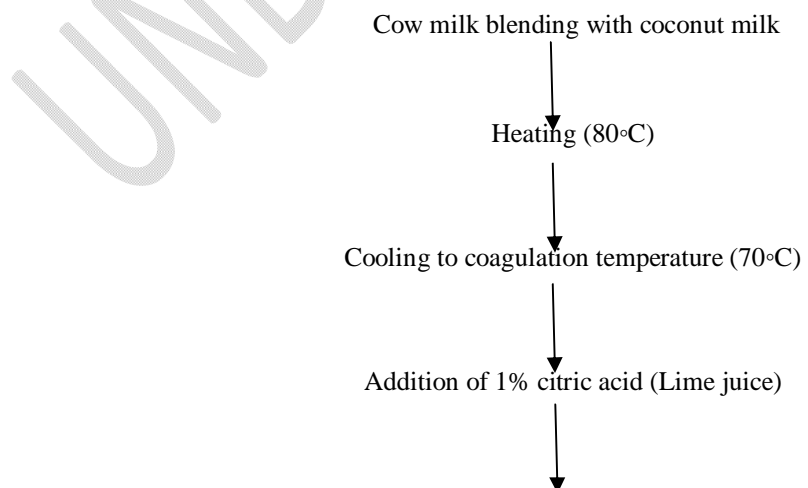 Cow milk blending with coconut milk
Heating (80◦C)
Cooling to coagulation temperature (70◦C)
Addition of 1% citric acid (Lime juice)